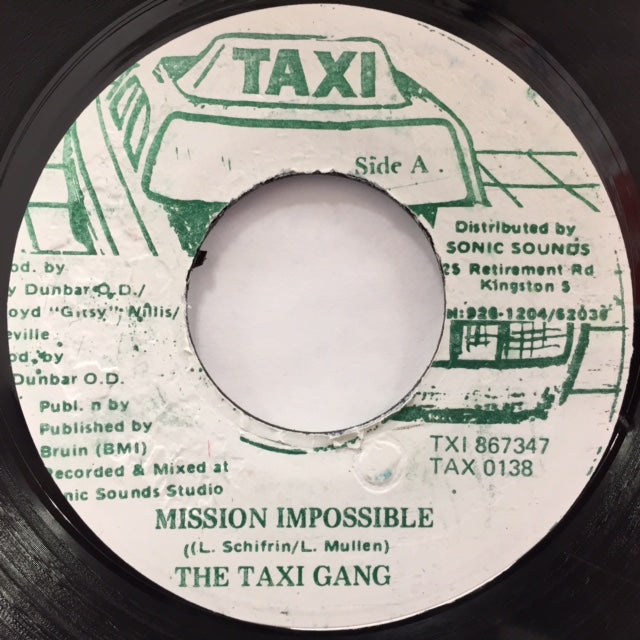 TAXI
Side A .
Distributed by
SONIC SOUNDS
25 Retirement Rd
Kingston 5
od. by
y Dunbar O.D./
oyd "Gitsy" Willis/
eville
od. by
Dunbar O.D.
Publ. n by
Published by
Bruin (BMI)
Recorded & Mixed at
nic Sounds Studio
TXI 867347
TAX 0138
MISSION IMPOSSIBLE
((L. Schifrin/L. Mullen)
THE TAXI GANG